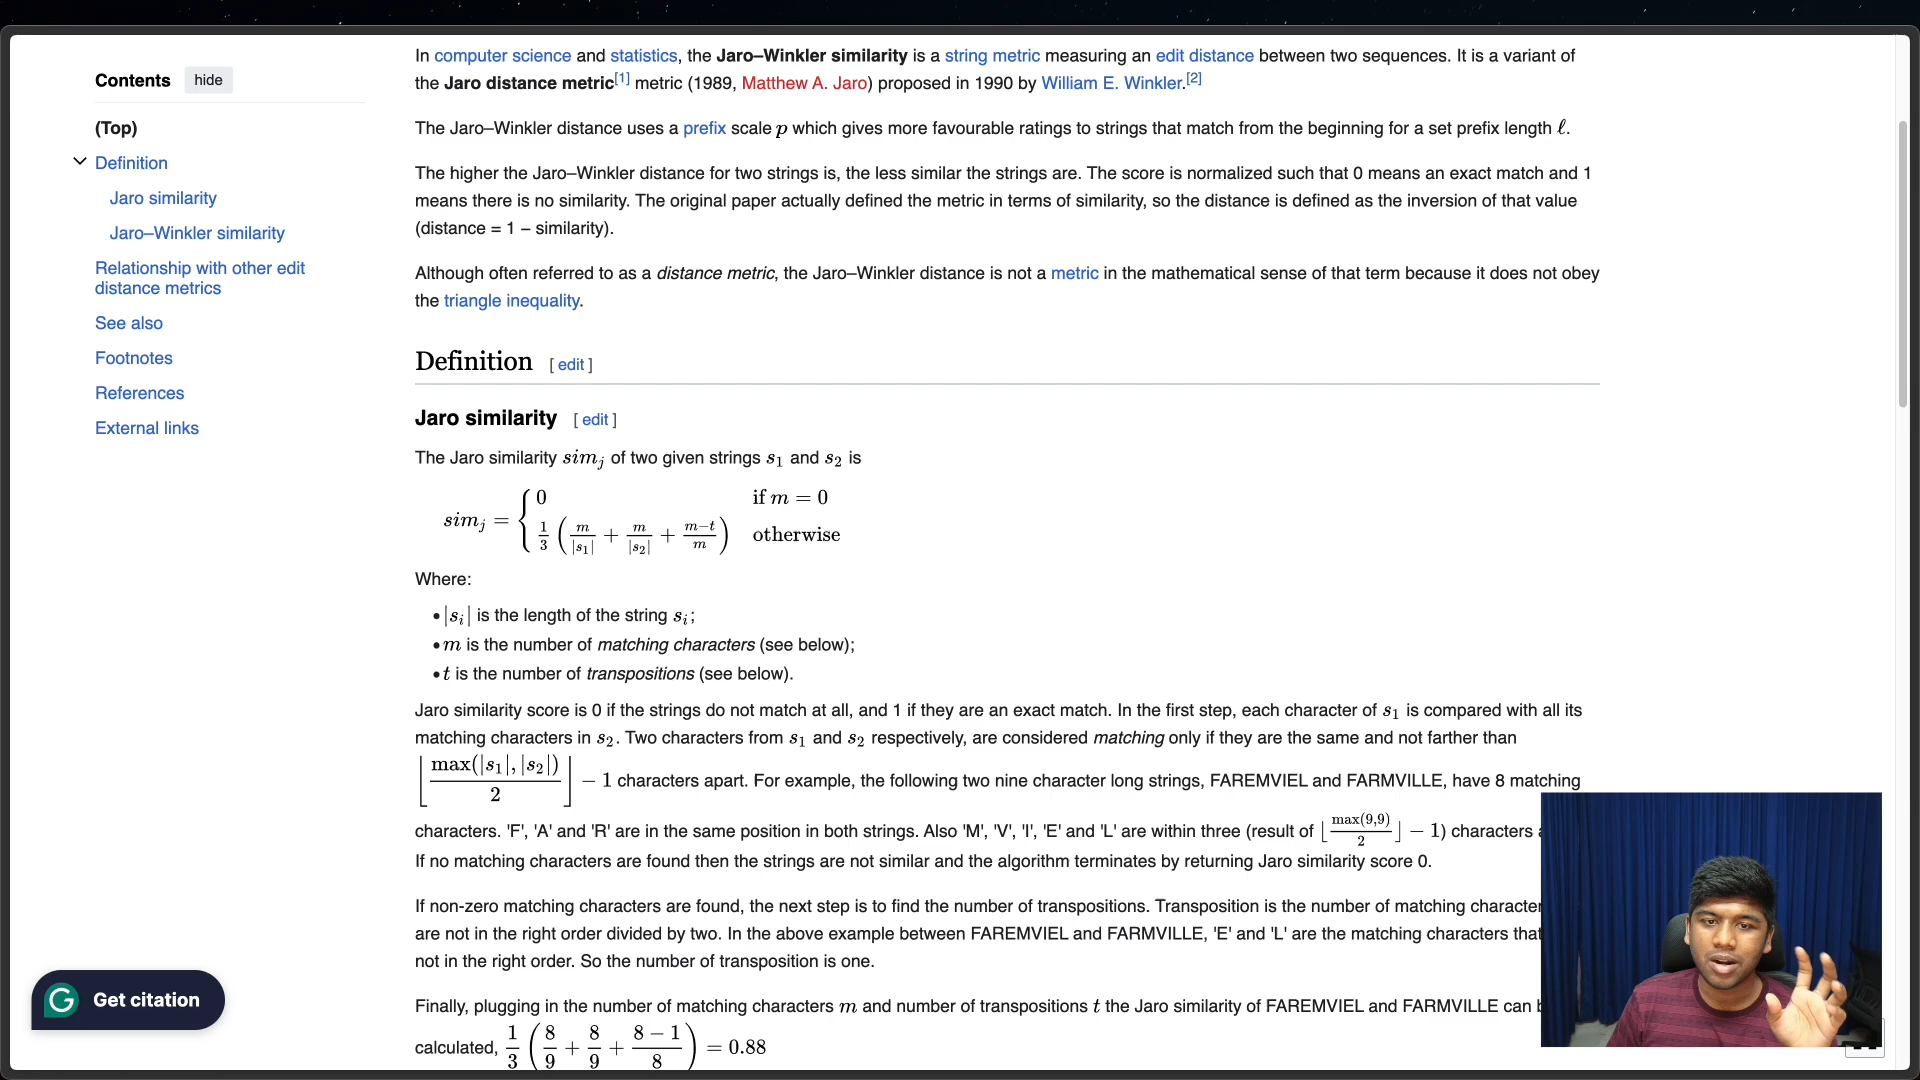 Contents hide
(Top)
Definition
Jaro similarity
Jaro–Winkler similarity
Relationship with other edit
distance metrics
See also
Footnotes
References
External links
In computer science and statistics, the Jaro–Winkler similarity is a string metric measuring an edit distance between two sequences. It is a variant of
the Jaro distance metric[1] metric (1989, Matthew A. Jaro) proposed in 1990 by William E. Winkler.[2]
The Jaro–Winkler distance uses a prefix scale p which gives more favourable ratings to strings that match from the beginning for a set prefix length ℓ.
The higher the Jaro–Winkler distance for two strings is, the less similar the strings are. The score is normalized such that 0 means an exact match and 1
means there is no similarity. The original paper actually defined the metric in terms of similarity, so the distance is defined as the inversion of that value
(distance = 1 − similarity).
Although often referred to as a distance metric, the Jaro–Winkler distance is not a metric in the mathematical sense of that term because it does not obey
the triangle inequality.
Definition [ edit ]
Jaro similarity [ edit ]
The Jaro similarity sim_j of two given strings s_1 and s_2 is
sim_j = { 0 if m = 0
1/3 ( m/|s_1| + m/|s_2| + (m−t)/m ) otherwise
Where:
• |s_i| is the length of the string s_i;
• m is the number of matching characters (see below);
• t is the number of transpositions (see below).
Jaro similarity score is 0 if the strings do not match at all, and 1 if they are an exact match. In the first step, each character of s_1 is compared with all its
matching characters in s_2. Two characters from s_1 and s_2 respectively, are considered matching only if they are the same and not farther than
⌊max(|s_1|, |s_2|)/2⌋ − 1 characters apart. For example, the following two nine character long strings, FAREMVIEL and FARMVILLE, have 8 matching
characters. 'F', 'A' and 'R' are in the same position in both strings. Also 'M', 'V', 'I', 'E' and 'L' are within three (result of ⌊max(9,9)/2⌋ − 1) characters
If no matching characters are found then the strings are not similar and the algorithm terminates by returning Jaro similarity score 0.
If non-zero matching characters are found, the next step is to find the number of transpositions. Transposition is the number of matching character
are not in the right order divided by two. In the above example between FAREMVIEL and FARMVILLE, 'E' and 'L' are the matching characters that
not in the right order. So the number of transposition is one.
Finally, plugging in the number of matching characters m and number of transpositions t the Jaro similarity of FAREMVIEL and FARMVILLE can
calculated, 1/3 ( 8/9 + 8/9 + (8 − 1)/8 ) = 0.88
Get citation